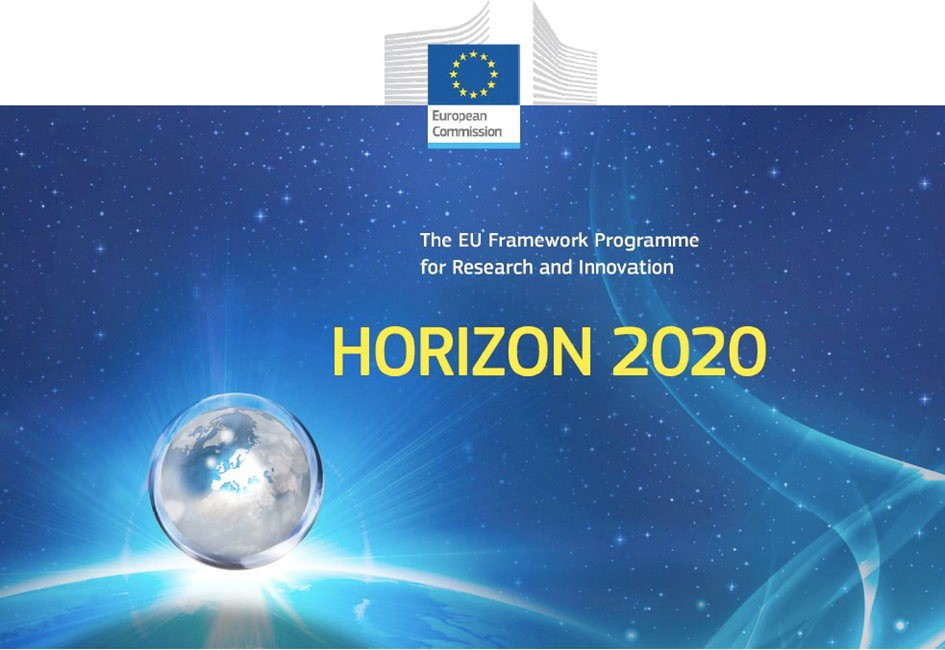 European
Commission
The EU Framework Programme
for Research and Innovation
HORIZON 2020